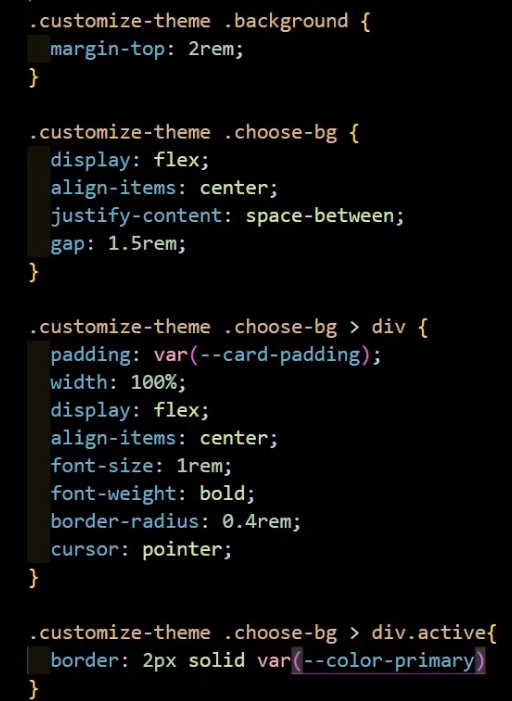 .customize-theme .background {
  margin-top: 2rem;
}

.customize-theme .choose-bg {
  display: flex;
  align-items: center;
  justify-content: space-between;
  gap: 1.5rem;
}

.customize-theme .choose-bg > div {
  padding: var(--card-padding);
  width: 100%;
  display: flex;
  align-items: center;
  font-size: 1rem;
  font-weight: bold;
  border-radius: 0.4rem;
  cursor: pointer;
}

.customize-theme .choose-bg > div.active{
  border: 2px solid var(--color-primary)
}